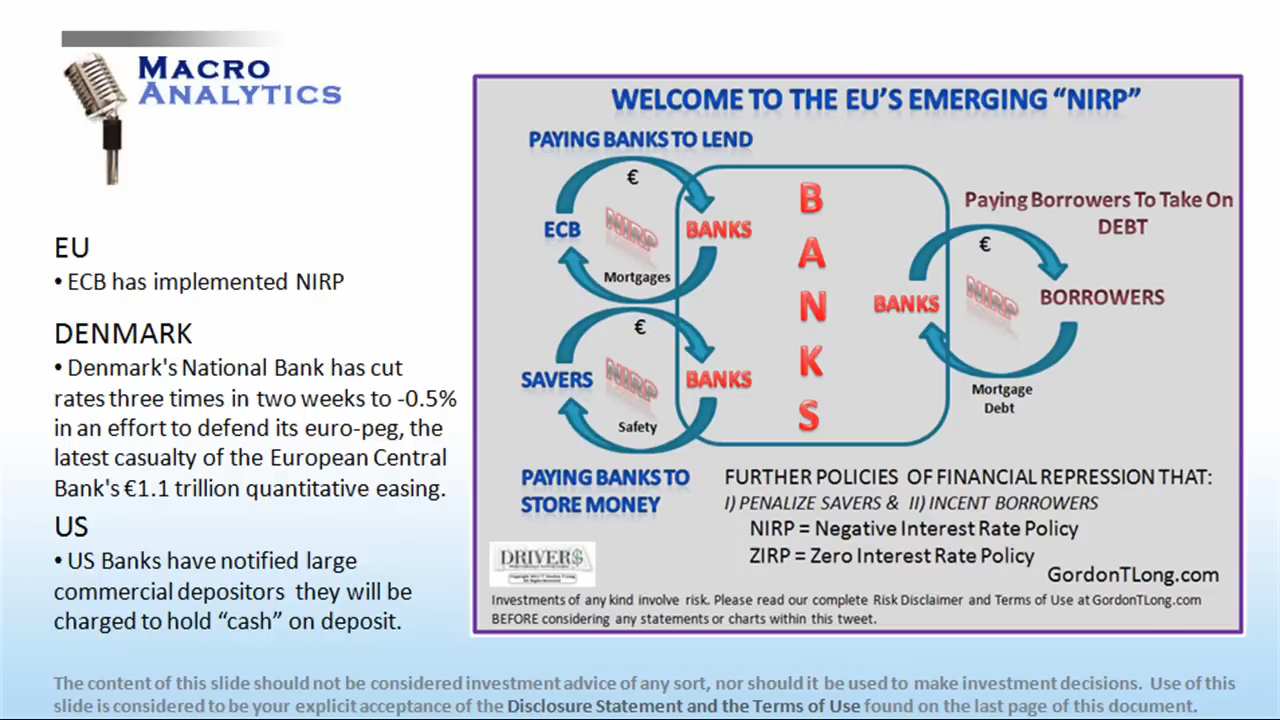 MACRO
ANALYTICS
EU
• ECB has implemented NIRP
DENMARK
• Denmark's National Bank has cut
rates three times in two weeks to -0.5%
in an effort to defend its euro-peg, the
latest casualty of the European Central
Bank's €1.1 trillion quantitative easing.
US
• US Banks have notified large
commercial depositors they will be
charged to hold “cash” on deposit.
WELCOME TO THE EU'S EMERGING “NIRP”
PAYING BANKS TO LEND
€
ECB
NIRP
BANKS
Mortgages
€
SAVERS
NIRP
BANKS
Safety
PAYING BANKS TO
STORE MONEY
B
A
N
K
S
Paying Borrowers To Take On
DEBT
€
BANKS
NIRP
BORROWERS
Mortgage
Debt
FURTHER POLICIES OF FINANCIAL REPRESSION THAT:
I) PENALIZE SAVERS & II) INCENT BORROWERS
NIRP = Negative Interest Rate Policy
ZIRP = Zero Interest Rate Policy
GordonTLong.com
DRIVER$
Investments of any kind involve risk. Please read our complete Risk Disclaimer and Terms of Use at GordonTLong.com
BEFORE considering any statements or charts within this tweet.
The content of this slide should not be considered investment advice of any sort, nor should it be used to make investment decisions. Use of this
slide is considered to be your explicit acceptance of the Disclosure Statement and the Terms of Use found on the last page of this document.